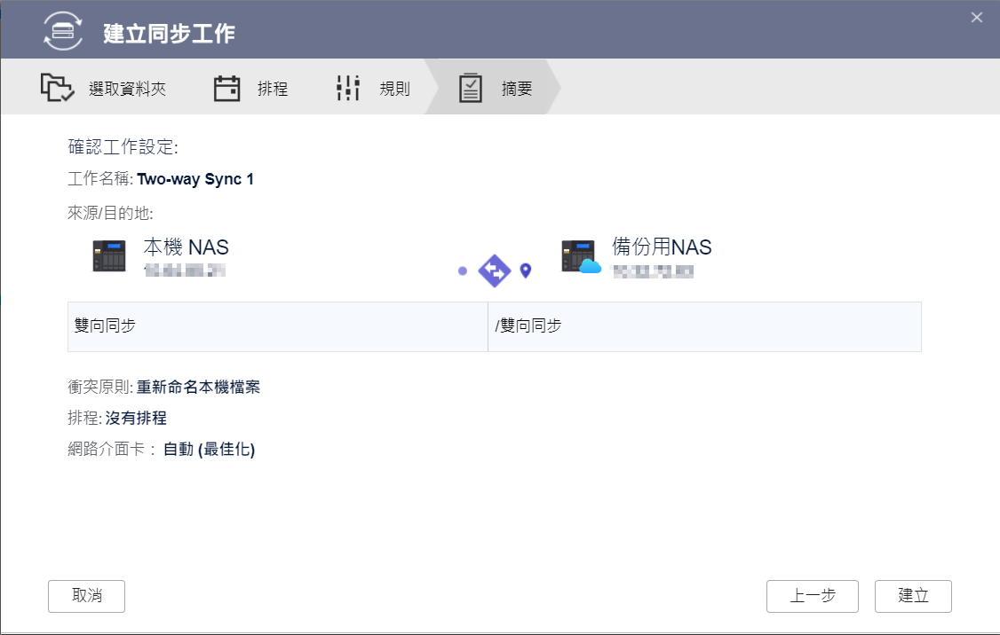 建立同步工作
選取資料夾 排程 規則 摘要
確認工作設定:
工作名稱: Two-way Sync 1
來源/目的地:
本機 NAS 備份用NAS
雙向同步 /雙向同步
衝突原則: 重新命名本機檔案
排程: 沒有排程
網路介面卡： 自動 (最佳化)
取消 上一步 建立